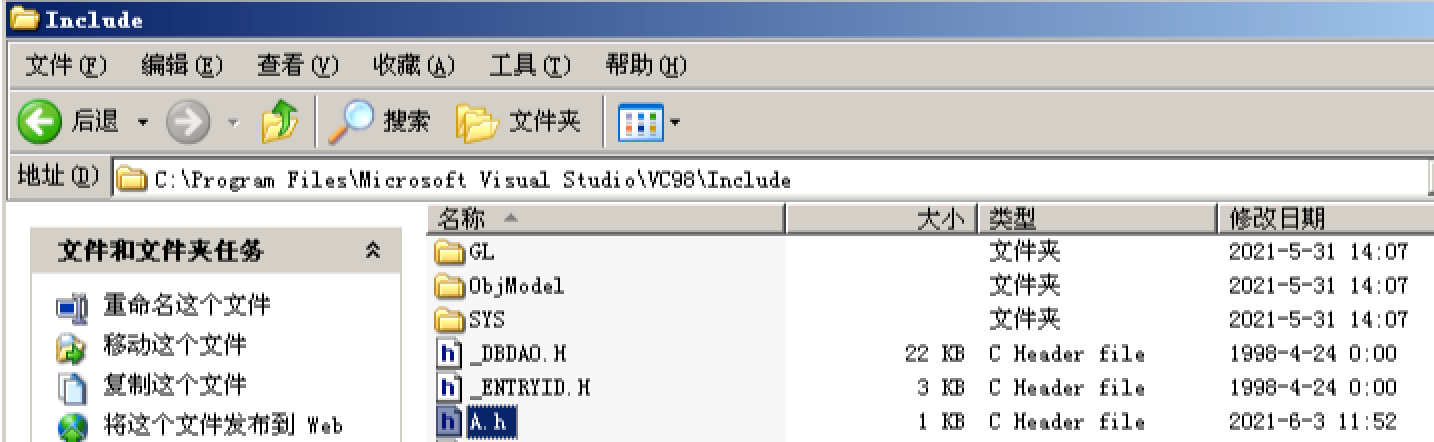 Include
文件(F) 编辑(E) 查看(V) 收藏(A) 工具(T) 帮助(H)
后退 搜索 文件夹
地址(D) C:\Program Files\Microsoft Visual Studio\VC98\Include
名称 大小 类型 修改日期
文件和文件夹任务
重命名这个文件
移动这个文件
复制这个文件
将这个文件发布到 Web
GL 文件夹 2021-5-31 14:07
ObjModel 文件夹 2021-5-31 14:07
SYS 文件夹 2021-5-31 14:07
_DBDAO.H 22 KB C Header file 1998-4-24 0:00
_ENTRYID.H 3 KB C Header file 1998-4-24 0:00
A.h 1 KB C Header file 2021-6-3 11:52